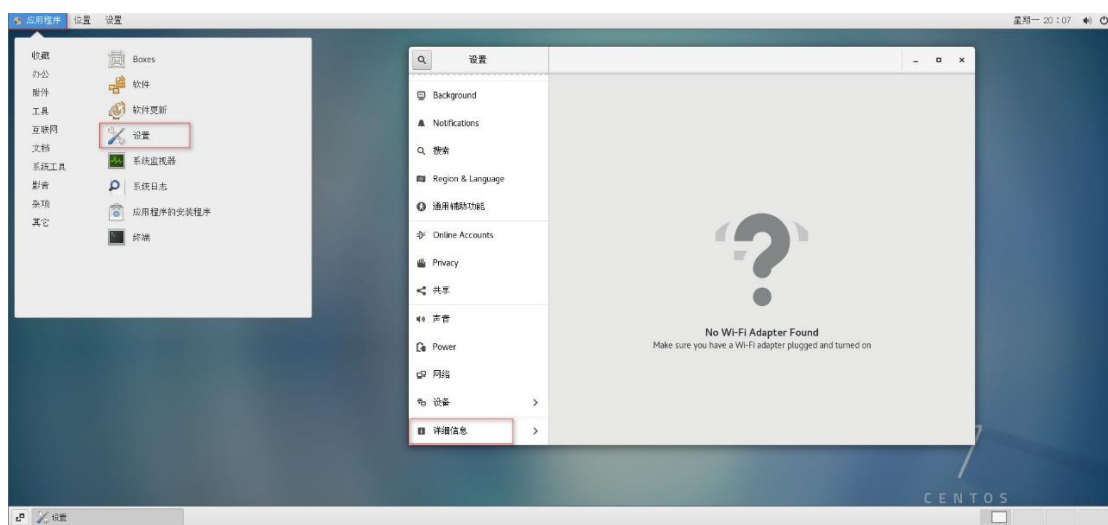 应用程序 位置 设置 星期一 20：07
收藏
办公
附件
工具
互联网
文档
系统工具
影音
杂项
其它
Boxes
软件
软件更新
设置
系统监视器
系统日志
应用程序的安装程序
终端
设置
Background
Notifications
搜索
Region & Language
通用辅助功能
Online Accounts
Privacy
共享
声音
Power
网络
设备
详细信息
No Wi-Fi Adapter Found
Make sure you have a Wi-Fi adapter plugged and turned on
7
CENTOS
设置